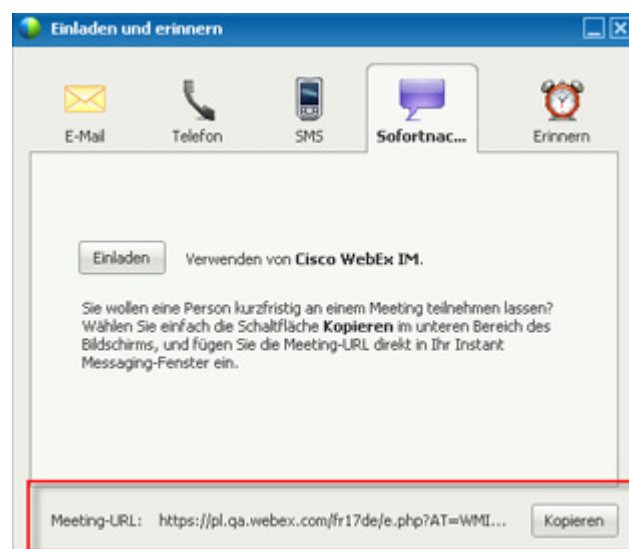 Einladen und erinnern
E-Mail
Telefon
SMS
Sofortnac...
Erinnern
Einladen
Verwenden von Cisco WebEx IM.
Sie wollen eine Person kurzfristig an einem Meeting teilnehmen lassen?
Wählen Sie einfach die Schaltfläche Kopieren im unteren Bereich des
Bildschirms, und fügen Sie die Meeting-URL direkt in Ihr Instant
Messaging-Fenster ein.
Meeting-URL: https://pl.qa.webex.com/fr17de/e.php?AT=WMI...
Kopieren